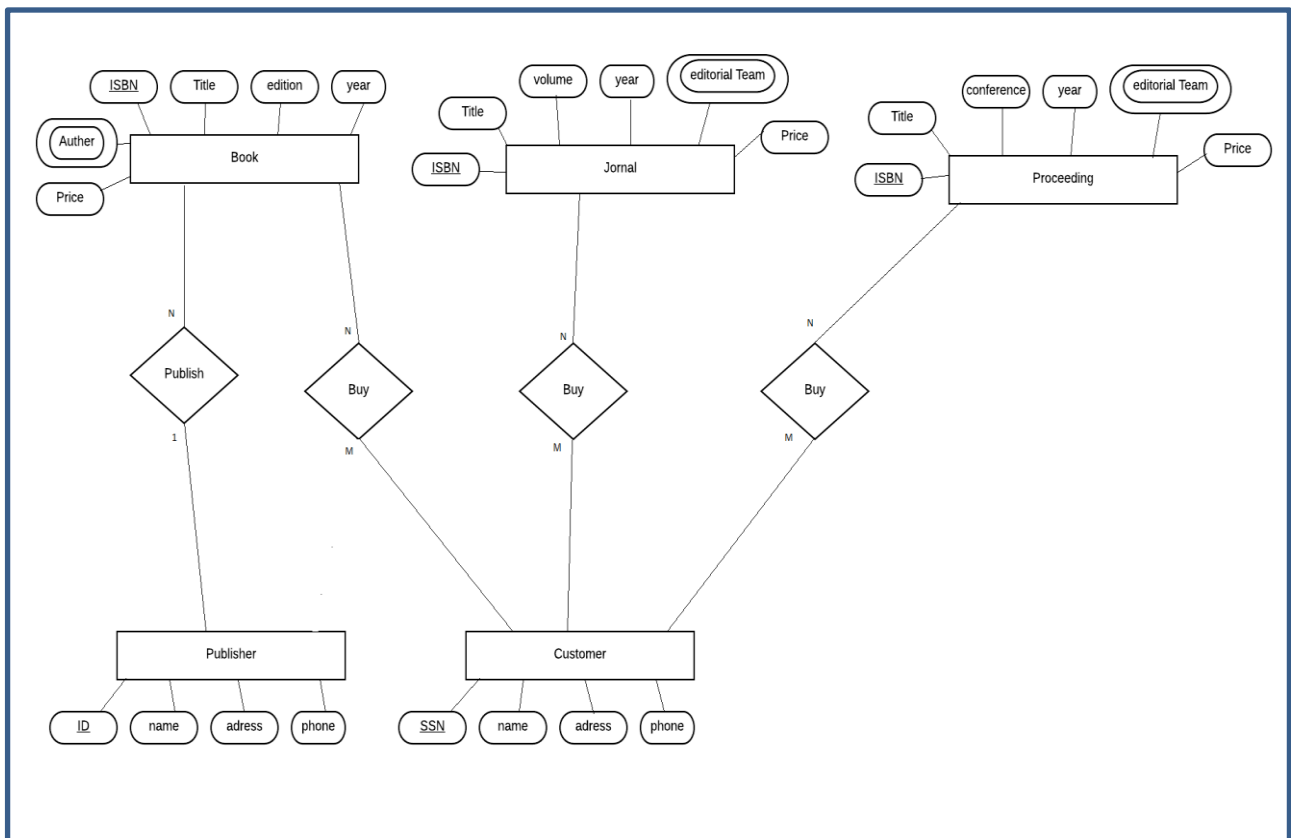 ISBN
Title
edition
year
Auther
Book
Price
volume
year
editorial Team
Title
ISBN
Jornal
Price
conference
year
editorial Team
Title
ISBN
Proceeding
Price
N
Publish
1
N
Buy
M
N
Buy
M
N
Buy
M
Publisher
ID
name
adress
phone
Customer
SSN
name
adress
phone